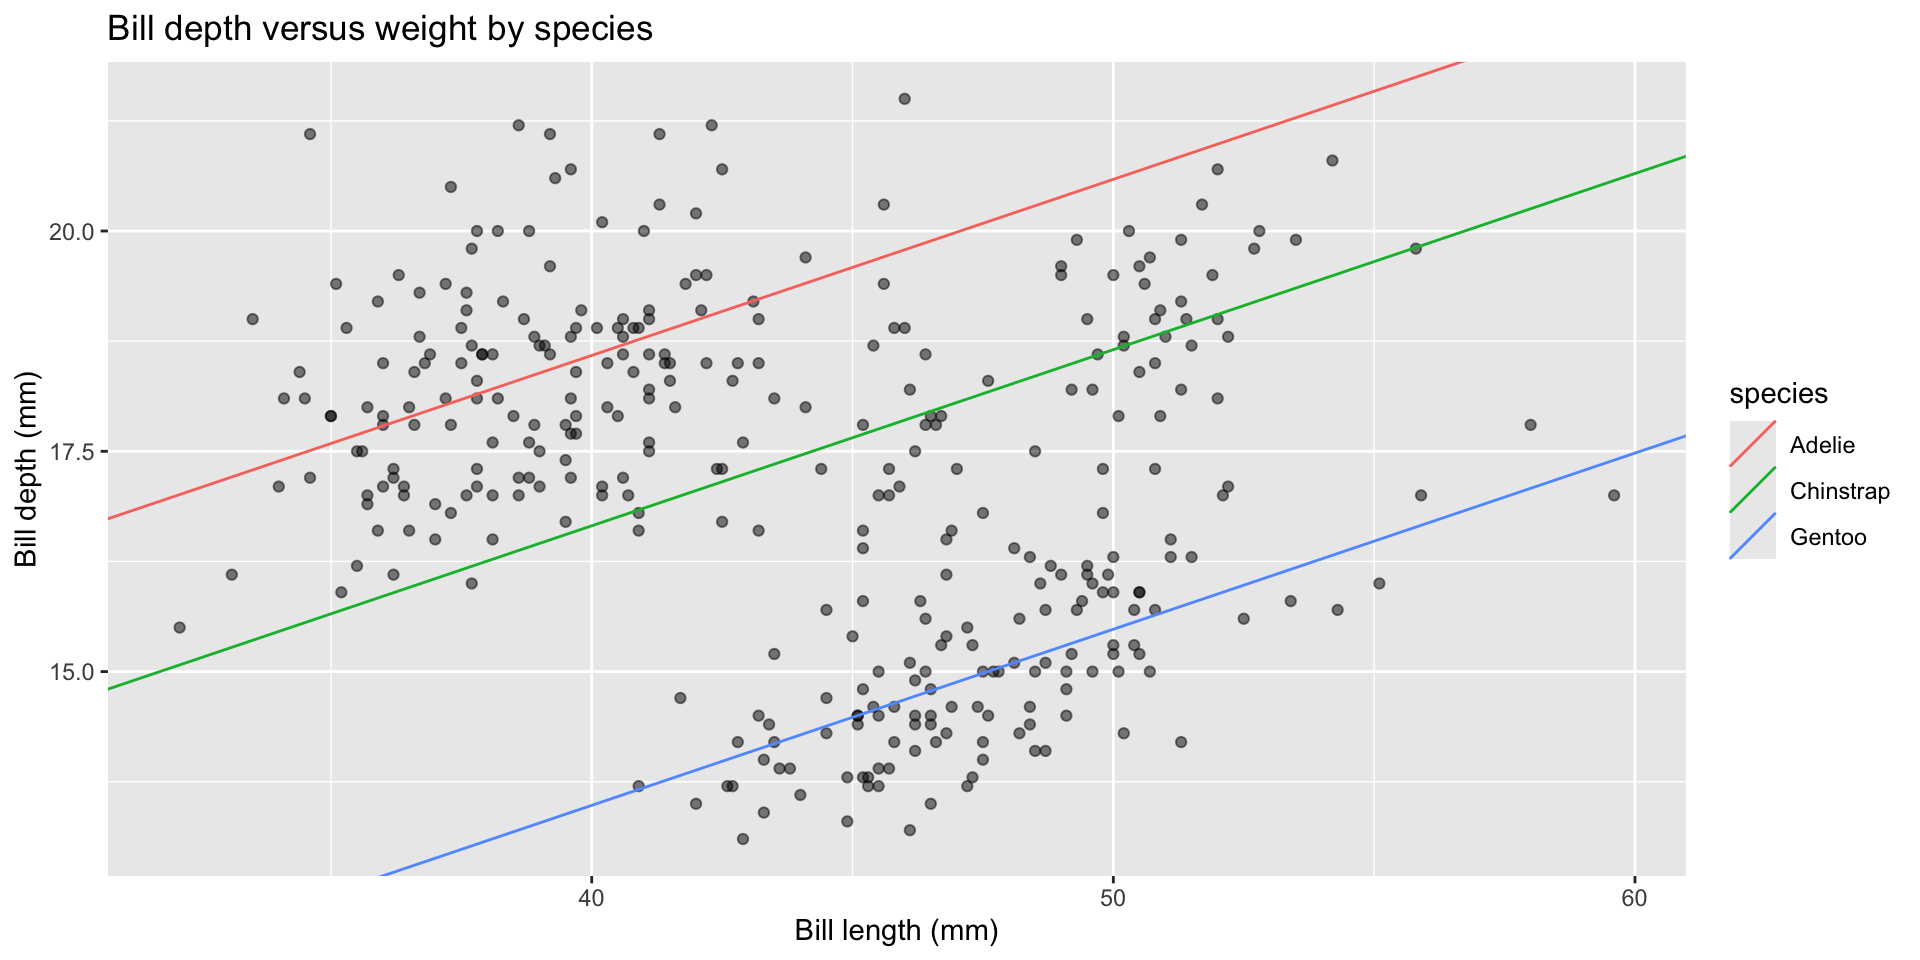 Bill depth versus weight by species
Bill depth (mm)
20.0
17.5
15.0
40
50
60
Bill length (mm)
species
Adelie
Chinstrap
Gentoo